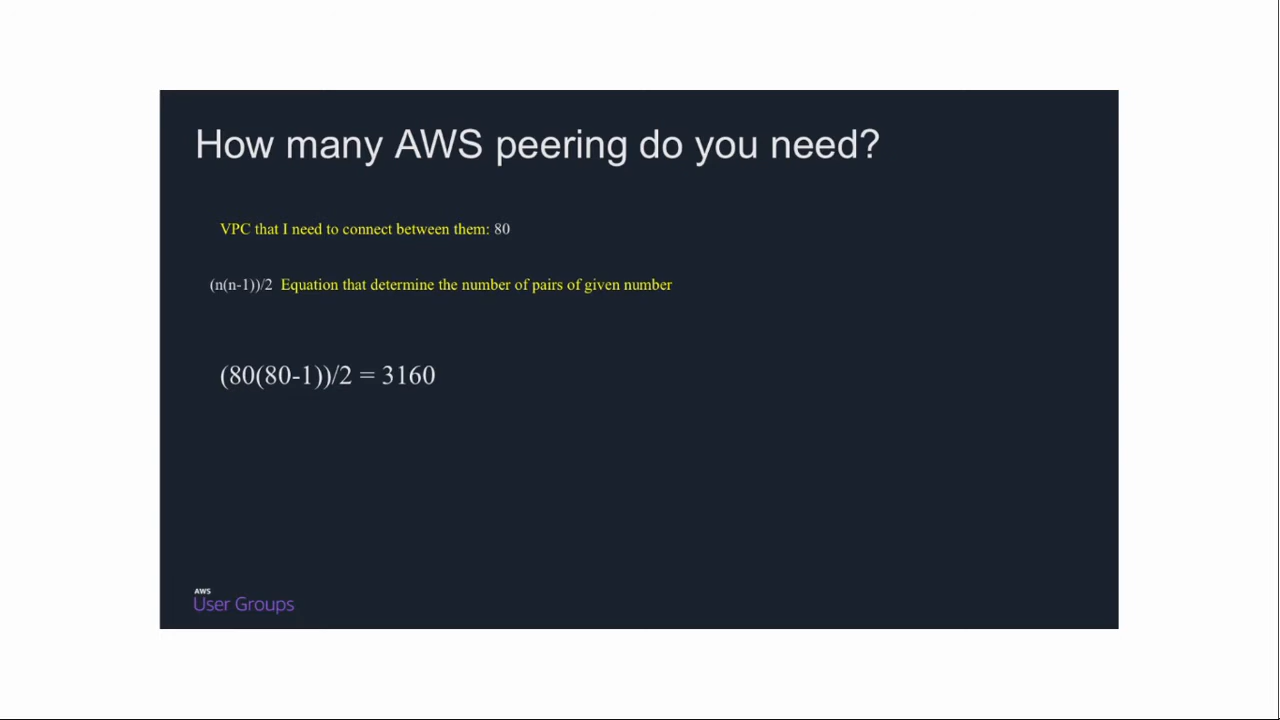 How many AWS peering do you need?
VPC that I need to connect between them: 80
(n(n-1))/2 Equation that determine the number of pairs of given number
(80(80-1))/2 = 3160
AWS
User Groups